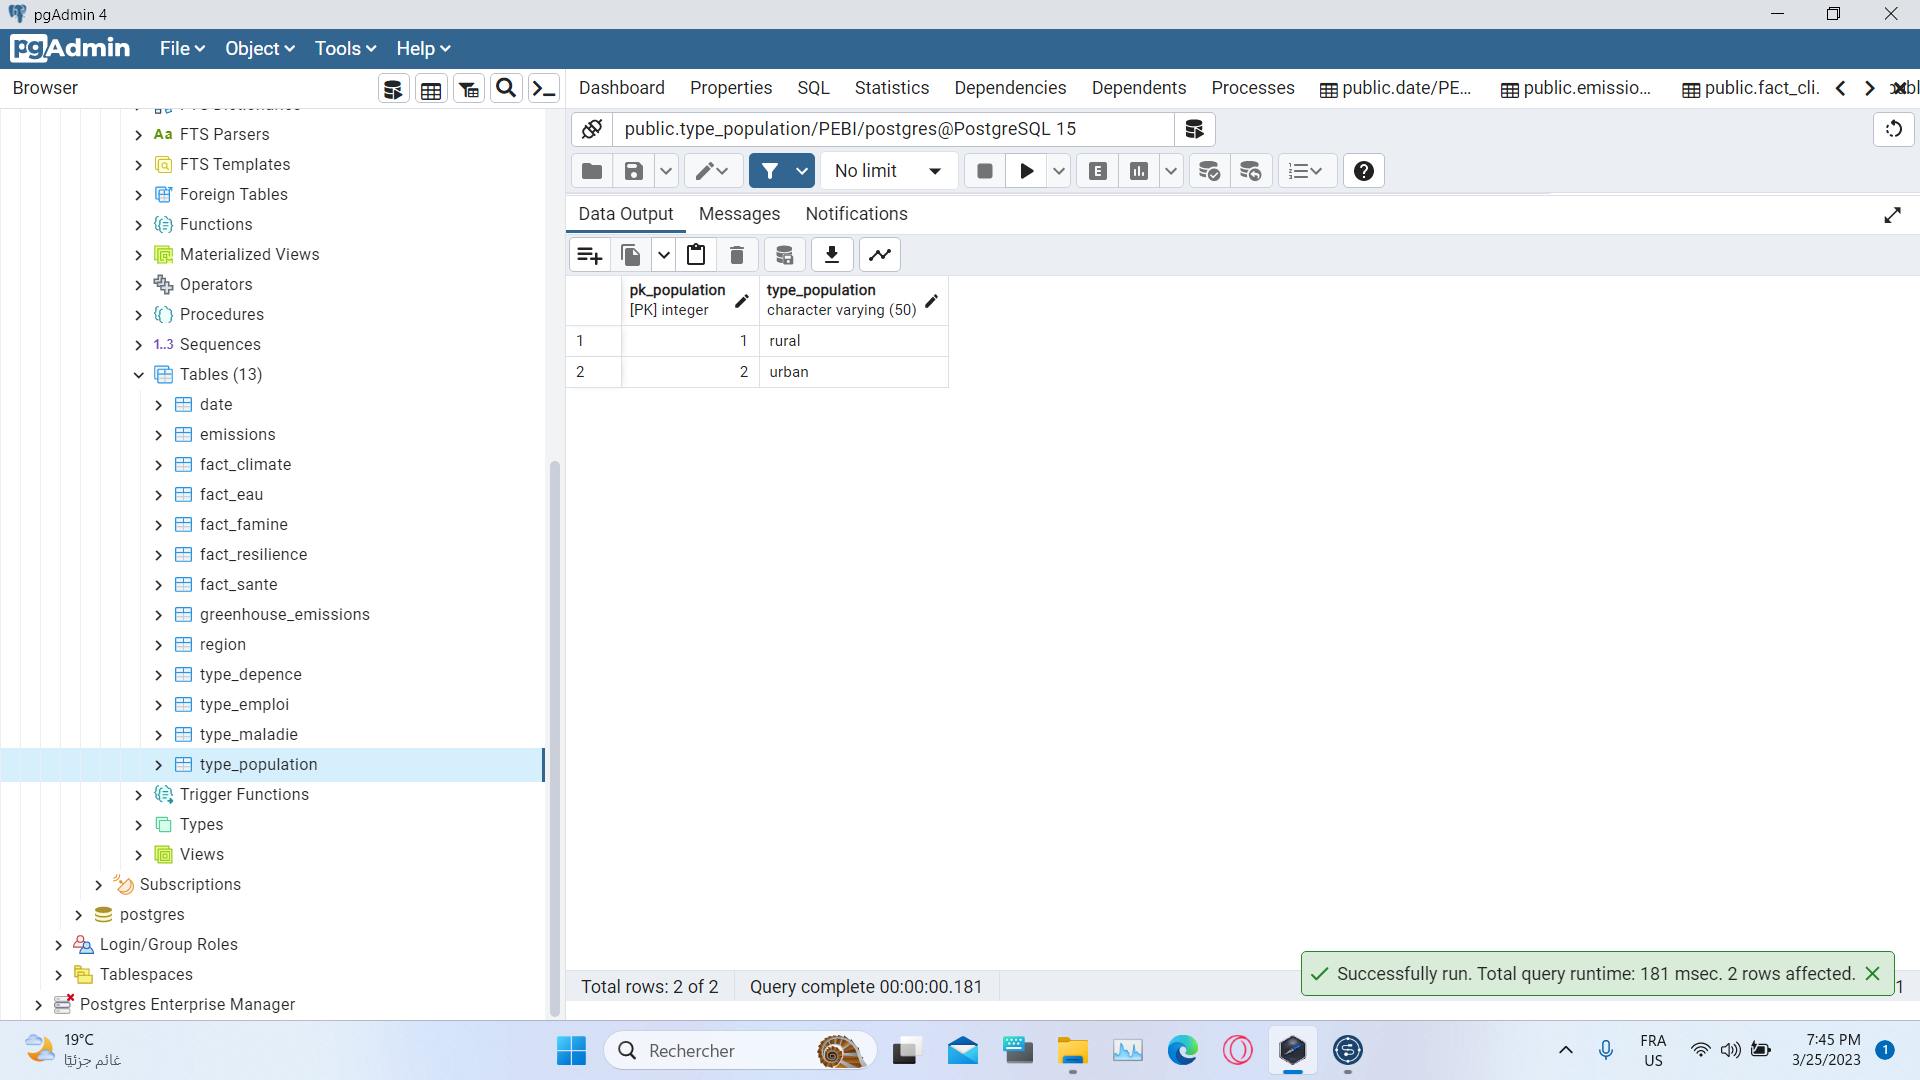 pgAdmin 4
pgAdmin File Object Tools Help
Browser
Dashboard Properties SQL Statistics Dependencies Dependents Processes public.date/PE... public.emissio... public.fact_cli.
public.type_population/PEBI/postgres@PostgreSQL 15
No limit
Data Output Messages Notifications
pk_population
[PK] integer
type_population
character varying (50)
1 1 rural
2 2 urban
Aa FTS Parsers
FTS Templates
Foreign Tables
Functions
Materialized Views
Operators
Procedures
1..3 Sequences
Tables (13)
date
emissions
fact_climate
fact_eau
fact_famine
fact_resilience
fact_sante
greenhouse_emissions
region
type_depence
type_emploi
type_maladie
type_population
Trigger Functions
Types
Views
Subscriptions
postgres
Login/Group Roles
Tablespaces
Postgres Enterprise Manager
Total rows: 2 of 2 Query complete 00:00:00.181
Successfully run. Total query runtime: 181 msec. 2 rows affected.
1
19°C
غائم جزئيًا
Rechercher
FRA
US
7:45 PM
3/25/2023
1